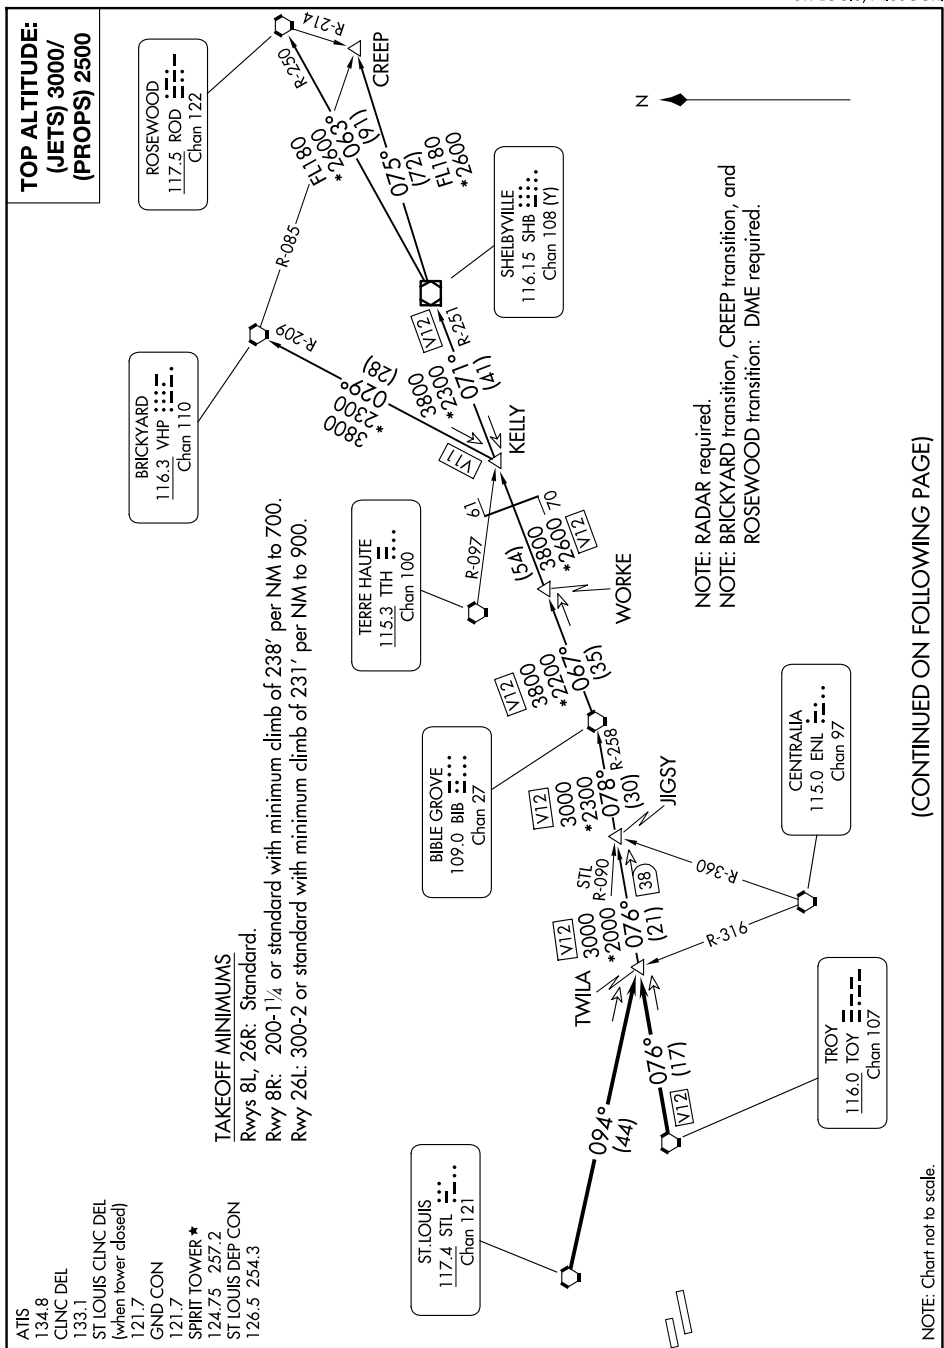 TOP ALTITUDE:
(JETS) 3000/
(PROPS) 2500
ATIS
134.8
CLNC DEL
133.1
ST LOUIS CLNC DEL
(when tower closed)
121.7
GND CON
121.7
SPIRIT TOWER ★
124.75 257.2
ST LOUIS DEP CON
126.5 254.3
TAKEOFF MINIMUMS
Rwys 8L, 26R: Standard.
Rwy 8R: 200-1¼ or standard with minimum climb of 238' per NM to 700.
Rwy 26L: 300-2 or standard with minimum climb of 231' per NM to 900.
ST.LOUIS
117.4 STL
Chan 121
094°
(44)
TROY
116.0 TOY
Chan 107
V12
076°
(17)
TWILA
V12
3000
*2000
076°
(21)
STL
R-090
38
R-316
R-360
CENTRALIA
115.0 ENL
Chan 97
JIGSY
V12
3000
*2300
078°
(30)
R-258
BIBLE GROVE
109.0 BIB
Chan 27
V12
3800
*2200
067°
(35)
WORKE
(54)
3800
*2600
V12
61
70
TERRE HAUTE
115.3 TTH
Chan 100
R-097
KELLY
V11
3800
*2300
029°
(28)
R-209
BRICKYARD
116.3 VHP
Chan 110
R-085
3800
*2300
071°
(41)
V12
R-251
SHELBYVILLE
116.15 SHB
Chan 108 (Y)
FL180
*2600
063°
(91)
075°
(72)
FL180
*2600
R-250
R-214
CREEP
ROSEWOOD
117.5 ROD
Chan 122
N
NOTE: RADAR required.
NOTE: BRICKYARD transition, CREEP transition, and
ROSEWOOD transition: DME required.
(CONTINUED ON FOLLOWING PAGE)
NOTE: Chart not to scale.